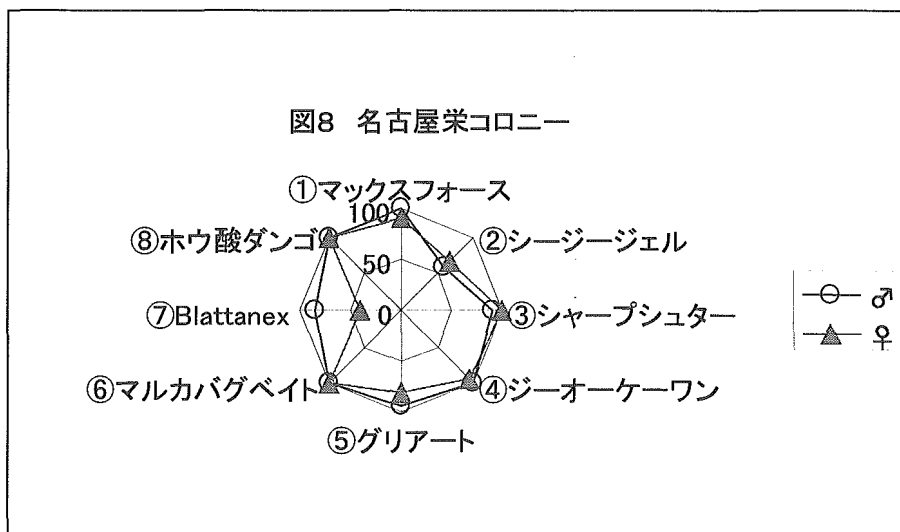 図8 名古屋栄コロニー
①マックスフォース
100
⑧ホウ酸ダンゴ
②シージージェル
50
⑦Blattanex
0
③シャープシュター
♂
♀
⑥マルカバグベイト
④ジーオーケーワン
⑤グリアート